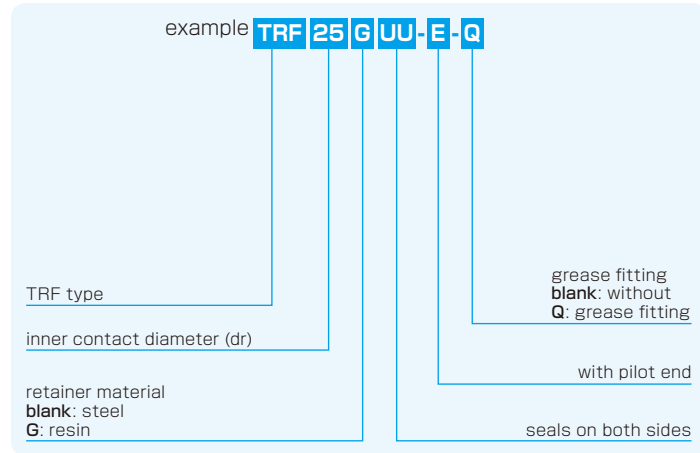 example TRF 25 G UU-E-Q
TRF type
inner contact diameter (dr)
retainer material
blank: steel
G: resin
grease fitting
blank: without
Q: grease fitting
with pilot end
seals on both sides